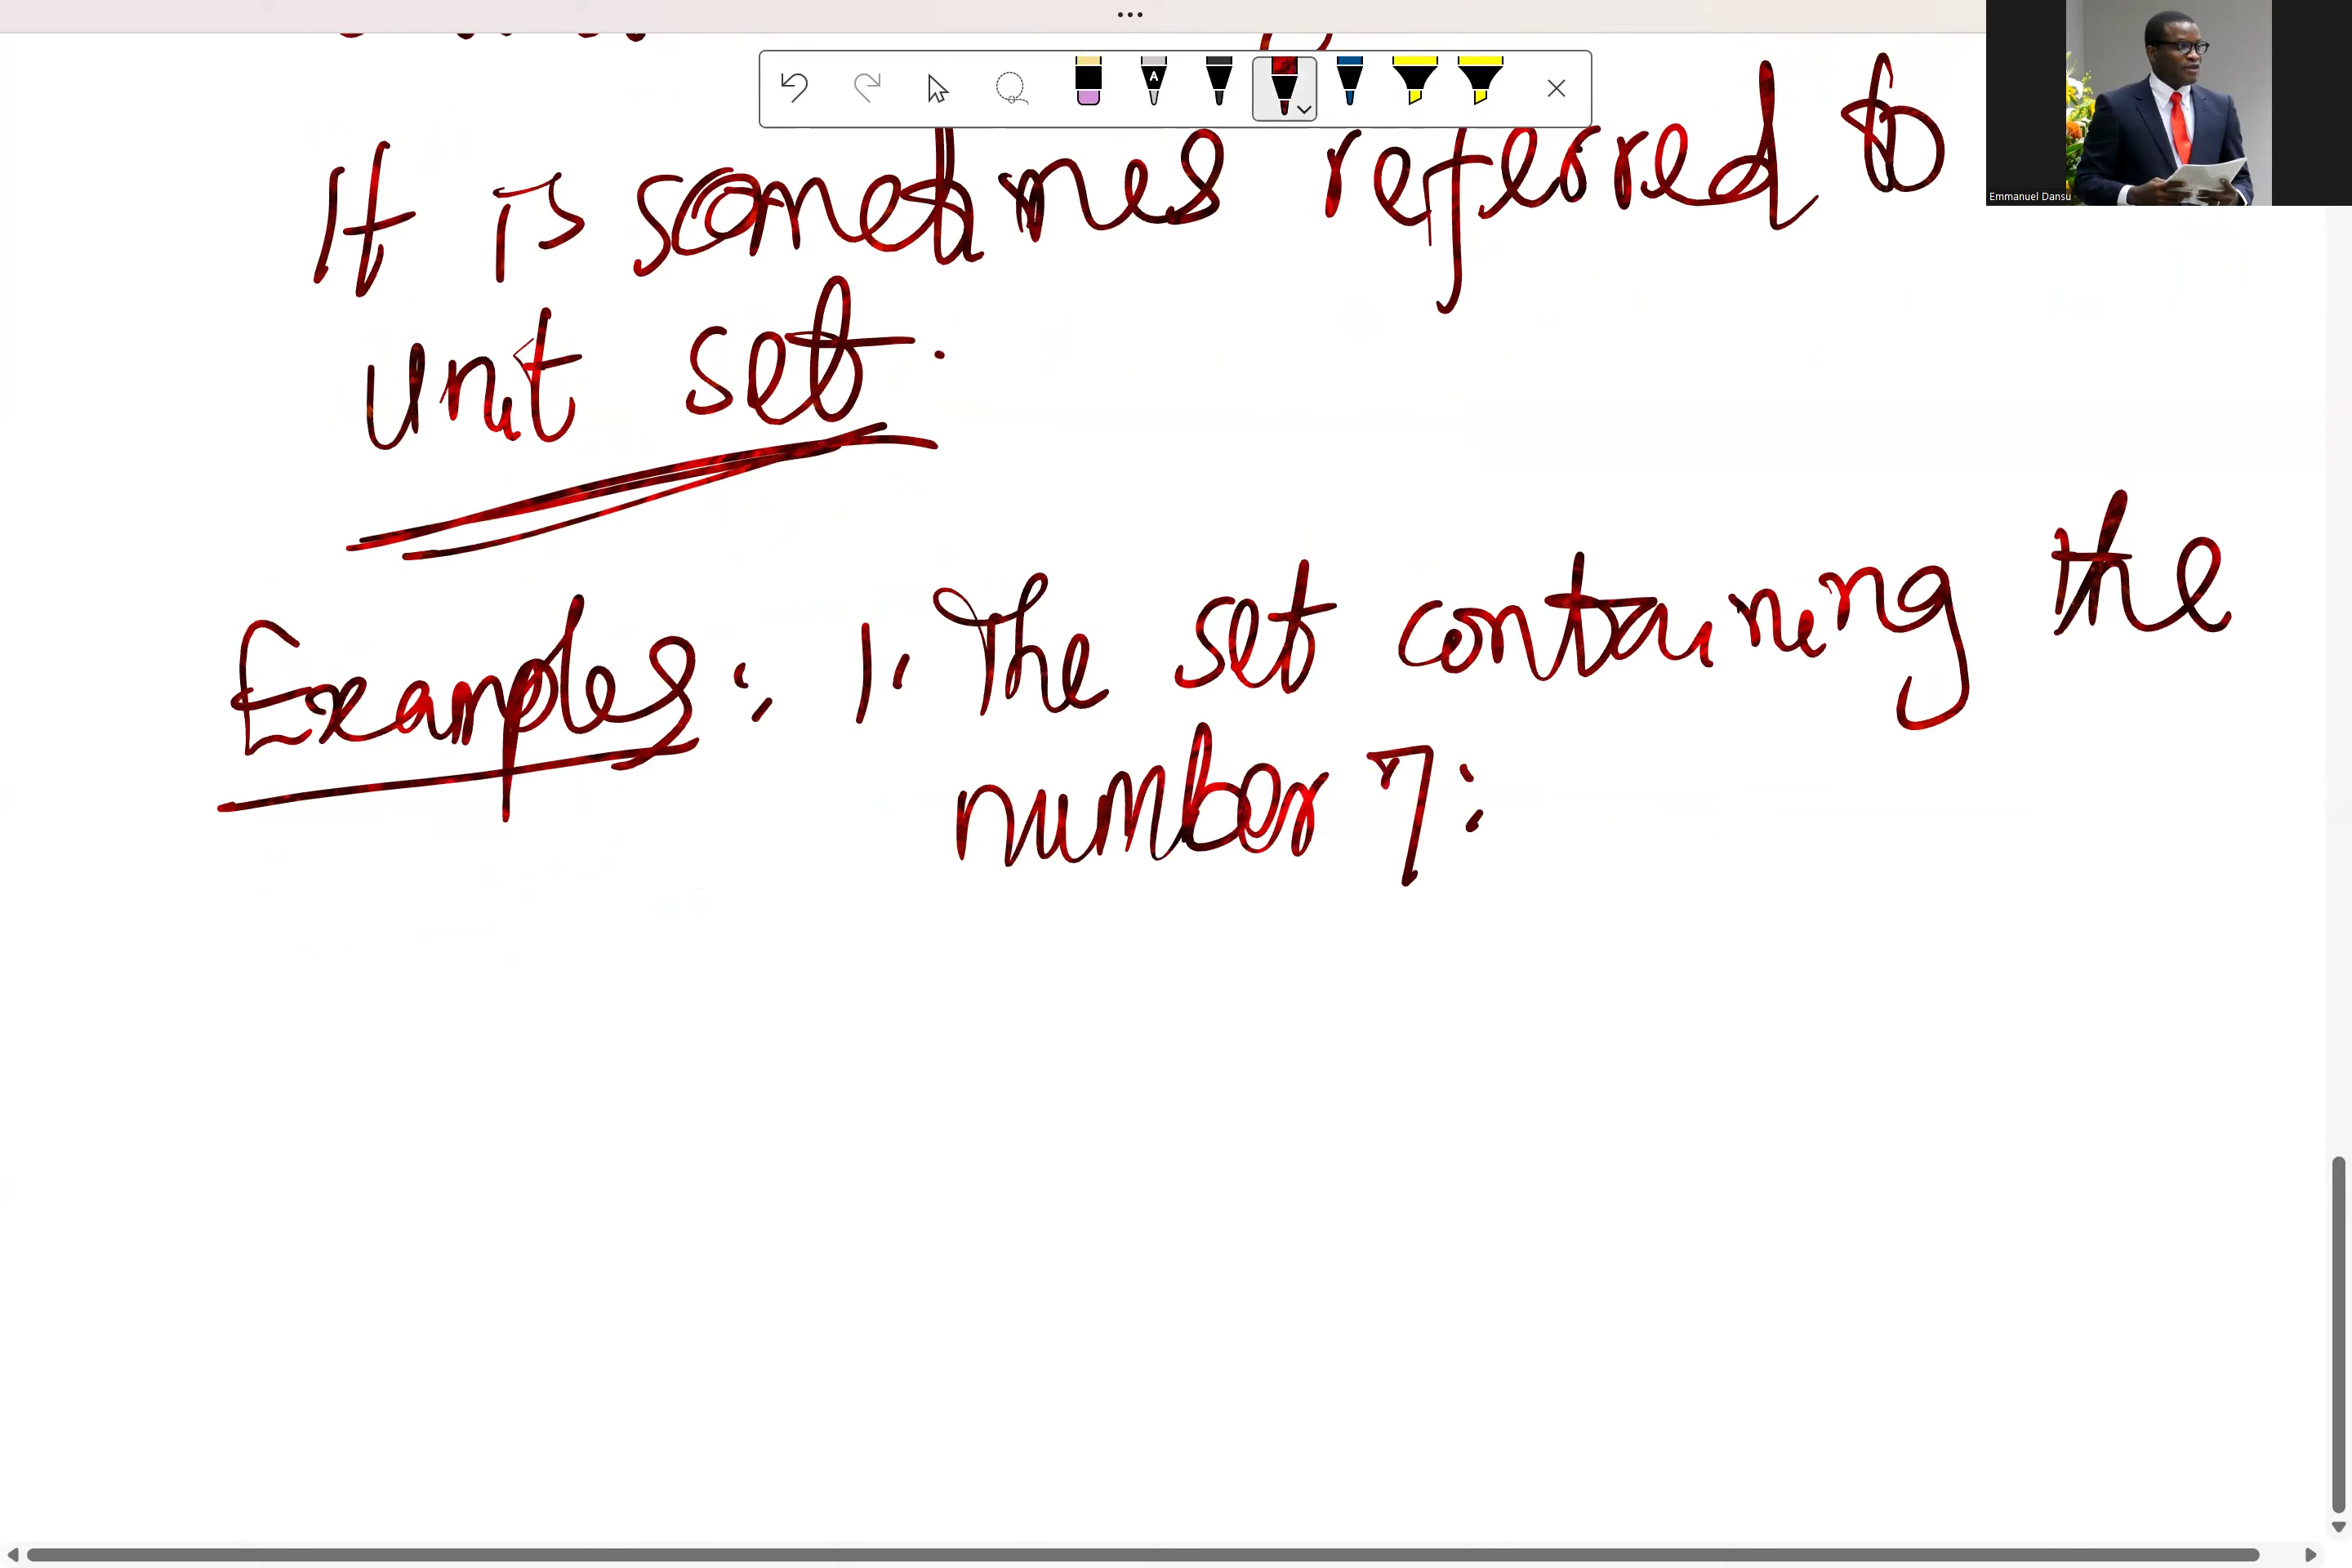 It is sometimes referred to
unit set.
Examples: 1. The set containing the
number 7:
Emmanuel Dansu